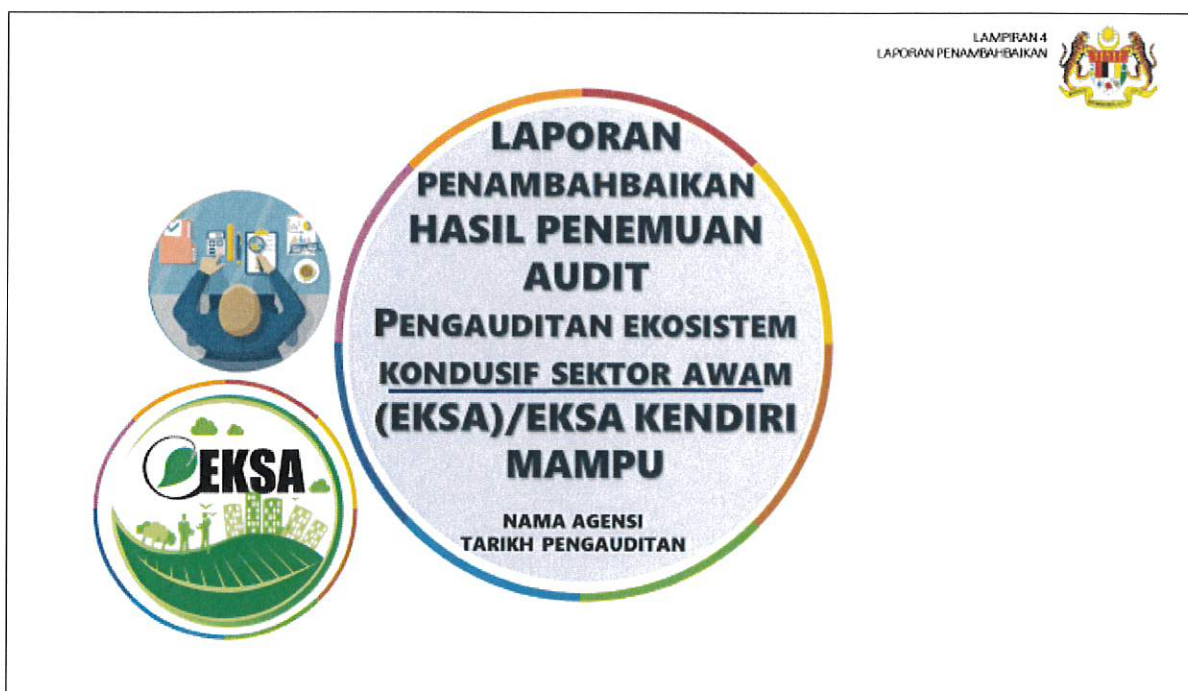 LAMPIRAN 4
LAPORAN PENAMBAHBAIKAN
LAPORAN
PENAMBAHBAIKAN
HASIL PENEMUAN
AUDIT
PENGAUDITAN EKOSISTEM
KONDUSIF SEKTOR AWAM
(EKSA)/EKSA KENDIRI
MAMPU
NAMA AGENSI
TARIKH PENGAUDITAN
EKSA